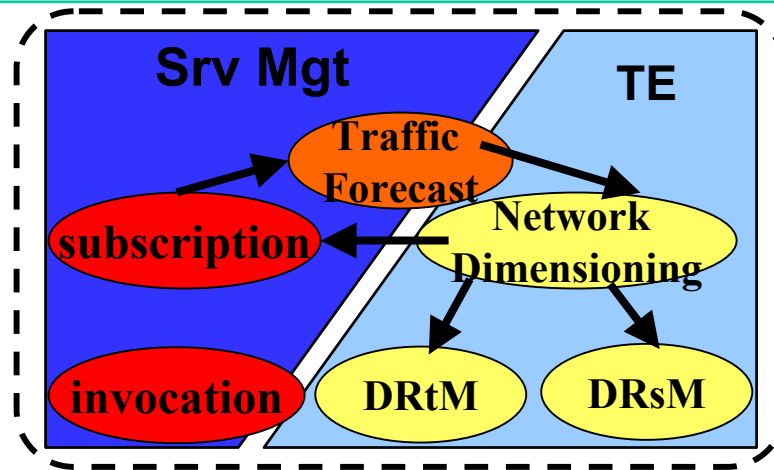 Srv Mgt
TE
Traffic
Forecast
subscription
Network
Dimensioning
invocation
DRtM
DRsM